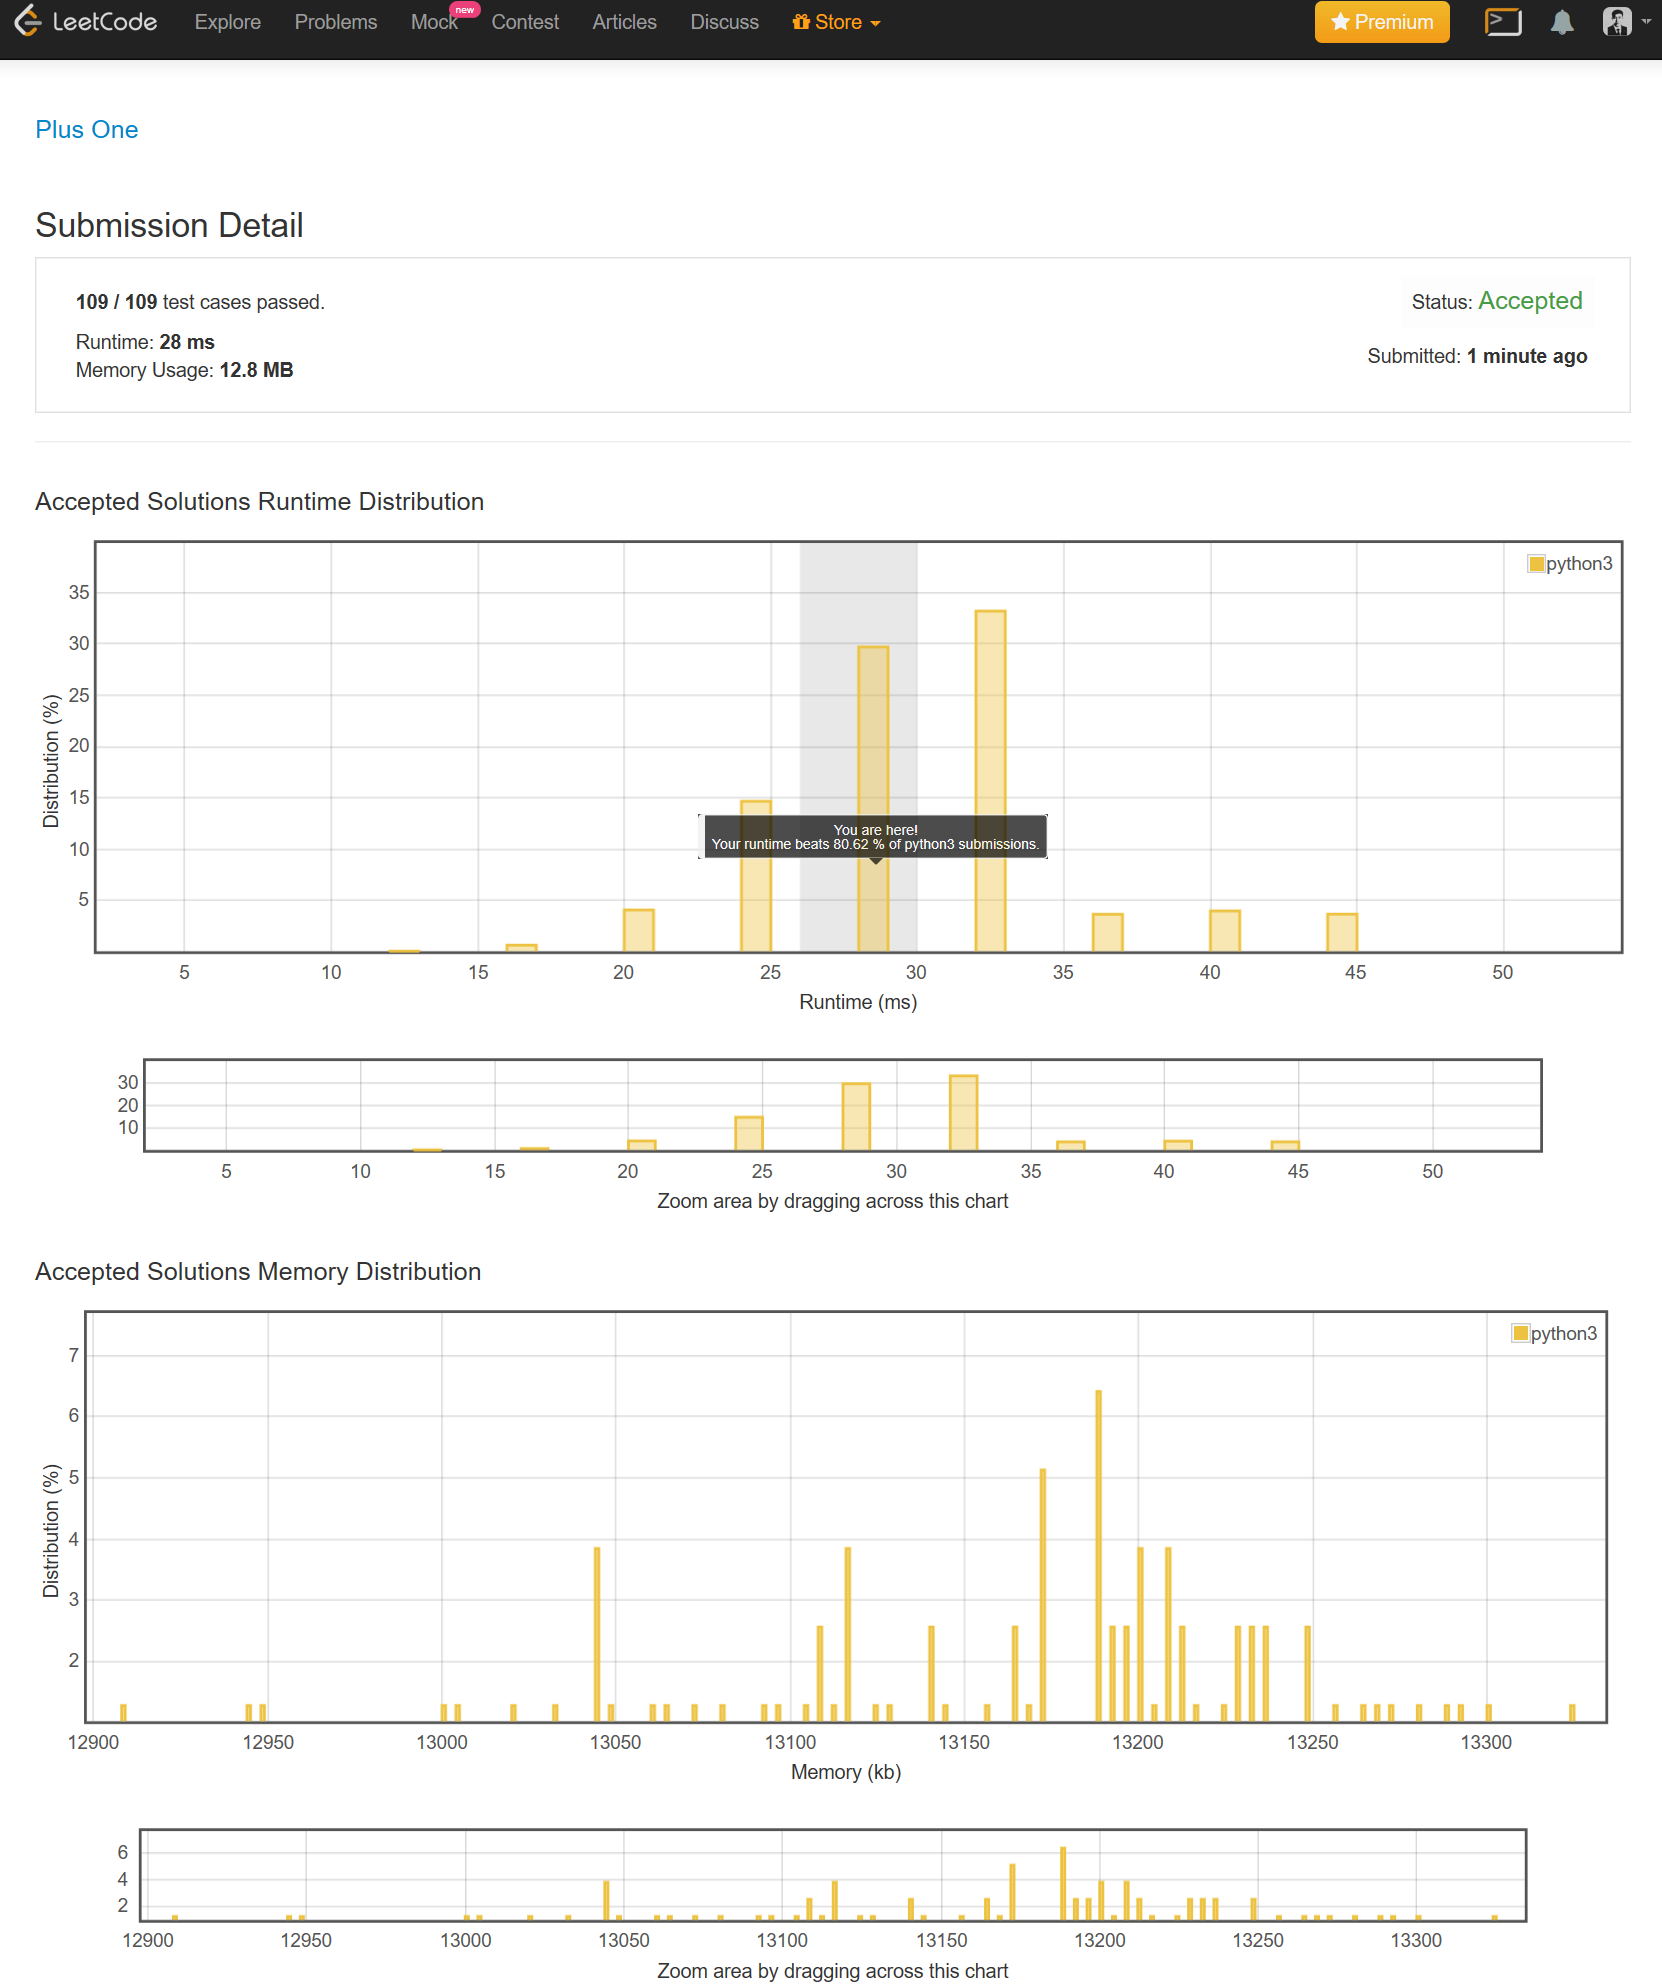 LeetCode Explore Problems Mock new Contest Articles Discuss Store Premium
Plus One
Submission Detail
109 / 109 test cases passed.
Status: Accepted
Runtime: 28 ms
Submitted: 1 minute ago
Memory Usage: 12.8 MB
Accepted Solutions Runtime Distribution
python3
35
30
25
20
15
10
5
Distribution (%)
You are here!
Your runtime beats 80.62 % of python3 submissions.
5 10 15 20 25 30 35 40 45 50
Runtime (ms)
30
20
10
5 10 15 20 25 30 35 40 45 50
Zoom area by dragging across this chart
Accepted Solutions Memory Distribution
python3
7
6
5
4
3
2
Distribution (%)
12900 12950 13000 13050 13100 13150 13200 13250 13300
Memory (kb)
6
4
2
12900 12950 13000 13050 13100 13150 13200 13250 13300
Zoom area by dragging across this chart